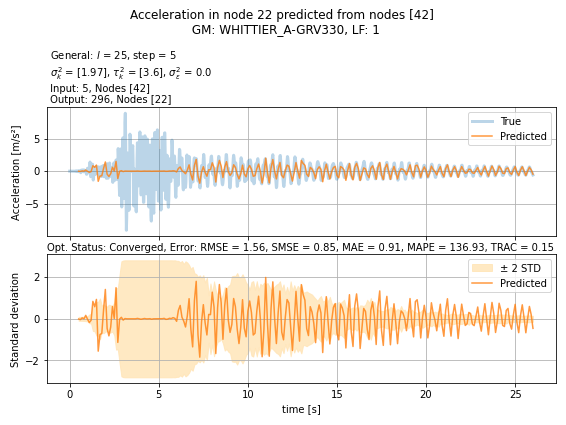 Acceleration in node 22 predicted from nodes [42]
GM: WHITTIER_A-GRV330, LF: 1
General: l = 25, step = 5
σ²ₖ = [1.97], τ²ₖ = [3.6], σ²ε = 0.0
Input: 5, Nodes [42]
Output: 296, Nodes [22]
Acceleration [m/s²]
5
0
−5
True
Predicted
Opt. Status: Converged, Error: RMSE = 1.56, SMSE = 0.85, MAE = 0.91, MAPE = 136.93, TRAC = 0.15
Standard deviation
2
0
−2
± 2 STD
Predicted
0 5 10 15 20 25
time [s]